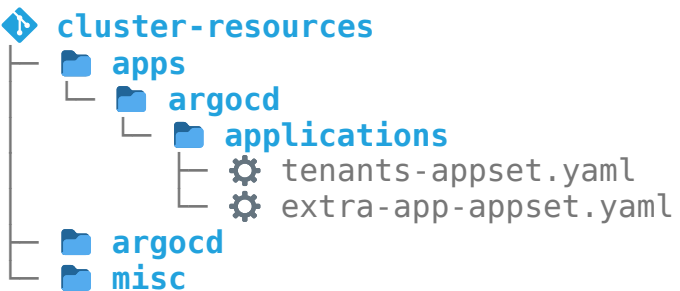 cluster-resources
apps
argocd
applications
tenants-appset.yaml
extra-app-appset.yaml
argocd
misc